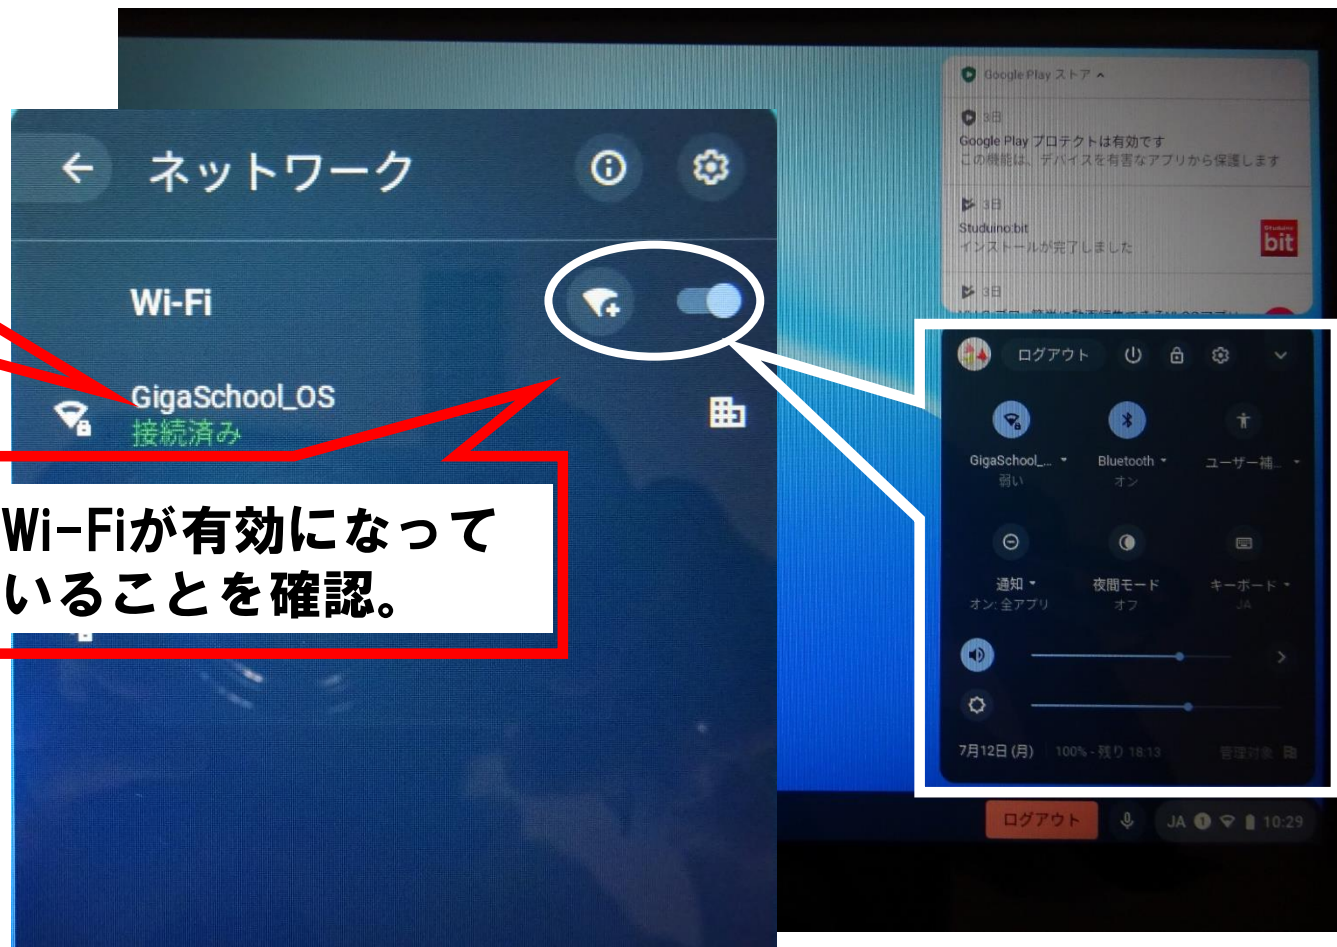 ネットワーク
Wi-Fi
GigaSchool_OS
接続済み
Wi-Fiが有効になって
いることを確認。
Google Play ストア
3日
Google Play プロテクトは有効です
この機能は、デバイスを有害なアプリから保護します
3日
Studuino:bit
インストールが完了しました
Studuino
bit
3日
ログアウト
GigaSchool_...
弱い
Bluetooth
オン
ユーザー補...
通知
オン: 全アプリ
夜間モード
オフ
キーボード
JA
7月12日 (月)
100% - 残り 18:13
管理対象
ログアウト
JA
1
10:29